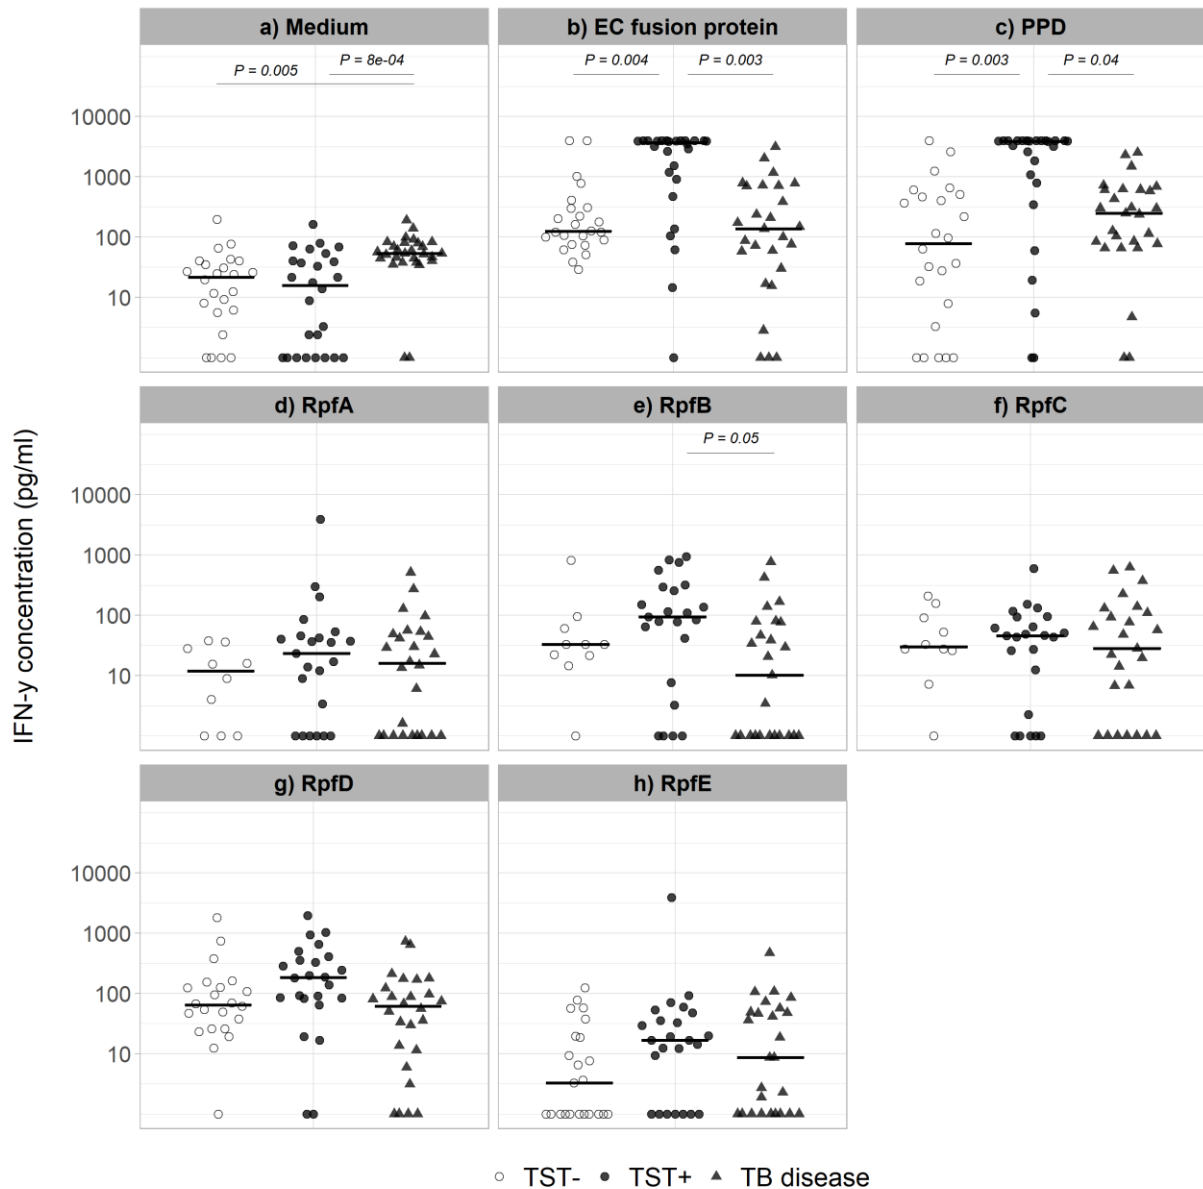 a) Medium
b) EC fusion protein
c) PPD
P = 0.005
P = 8e-04
P = 0.004
P = 0.003
P = 0.003
P = 0.04
10000
1000
100
10
d) RpfA
e) RpfB
f) RpfC
P = 0.05
10000
1000
100
10
IFN-y concentration (pg/ml)
g) RpfD
h) RpfE
10000
1000
100
10
TST- TST+ TB disease